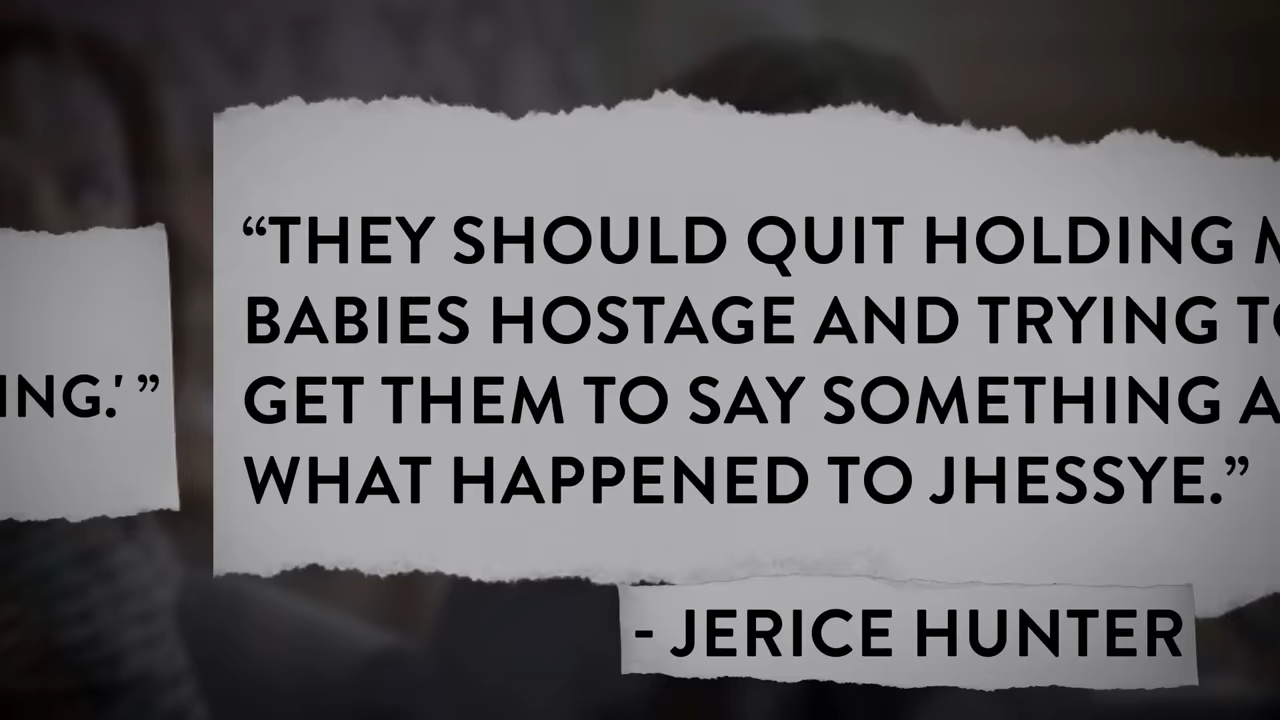 ING.' ”
“THEY SHOULD QUIT HOLDING
BABIES HOSTAGE AND TRYING
GET THEM TO SAY SOMETHING
WHAT HAPPENED TO JHESSYE.”
- JERICE HUNTER